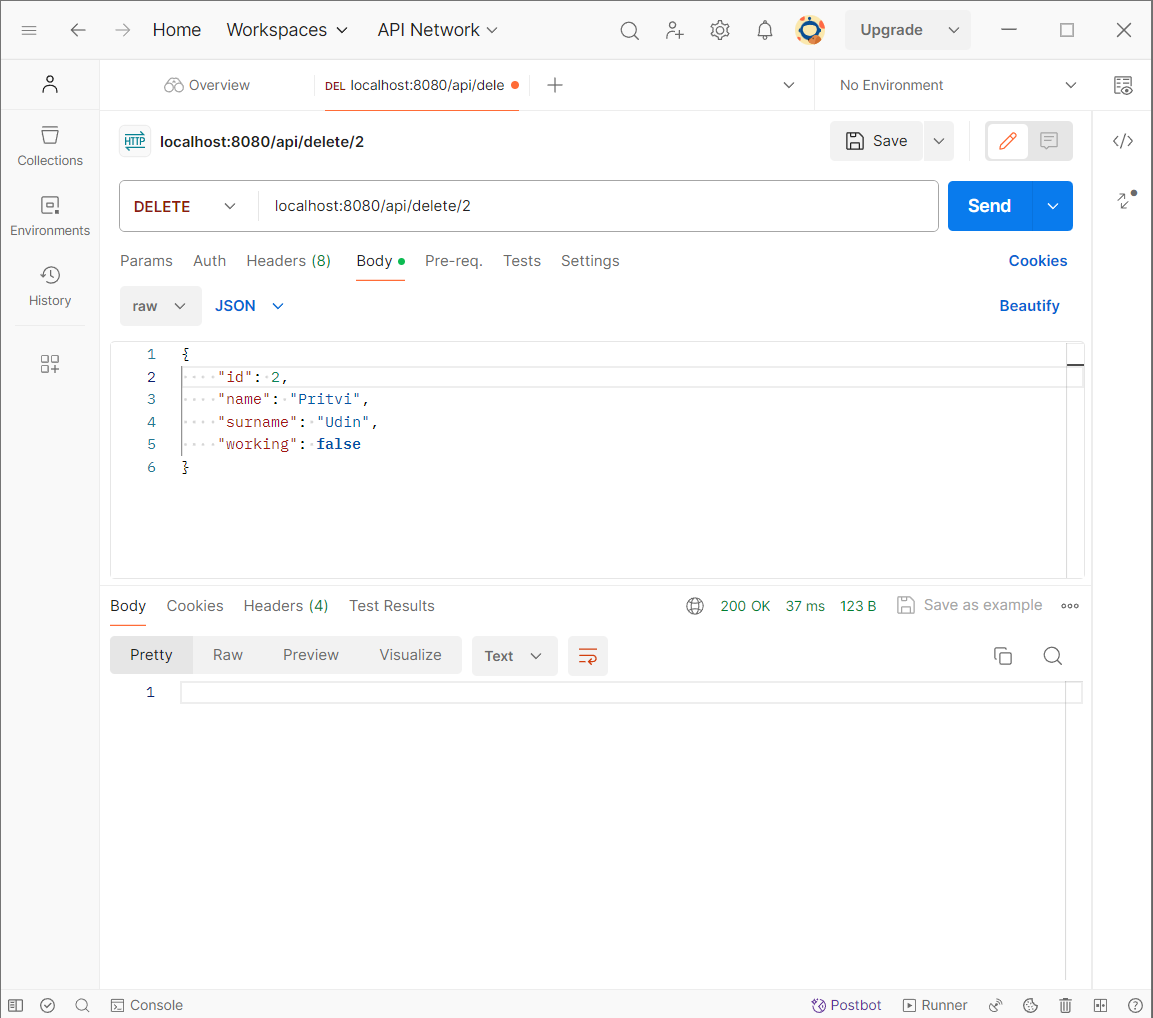 Home Workspaces API Network Upgrade
Overview DEL localhost:8080/api/dele No Environment
HTTP localhost:8080/api/delete/2 Save
Collections
DELETE localhost:8080/api/delete/2 Send
Environments
Params Auth Headers (8) Body Pre-req. Tests Settings Cookies
History
raw JSON Beautify
1 {
2 "id": 2,
3 "name": "Pritvi",
4 "surname": "Udin",
5 "working": false
6 }
Body Cookies Headers (4) Test Results 200 OK 37 ms 123 B Save as example
Pretty Raw Preview Visualize Text
1
Console Postbot Runner